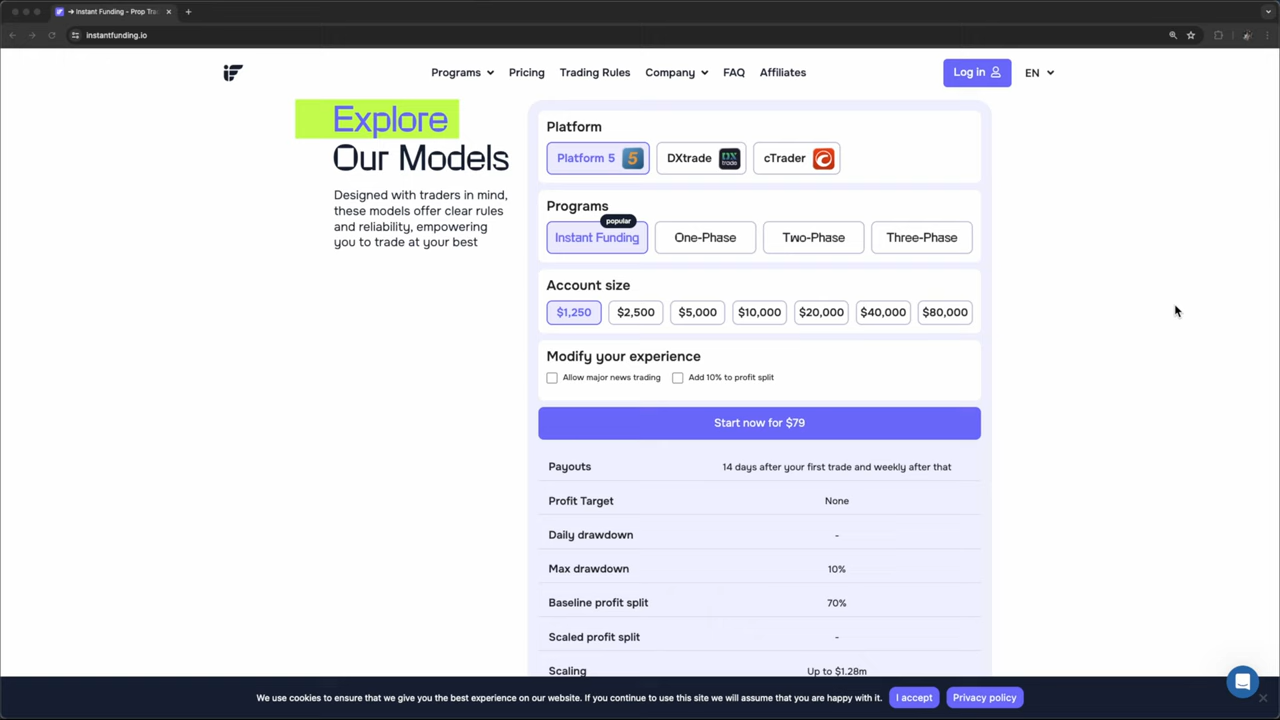 Instant Funding - Prop Tra
instantfunding.io
Programs
Pricing
Trading Rules
Company
FAQ
Affiliates
Log in
EN
Explore
Our Models
Designed with traders in mind,
these models offer clear rules
and reliability, empowering
you to trade at your best
Platform
Platform 5
5
DXtrade
DX
cTrader
Programs
popular
Instant Funding
One-Phase
Two-Phase
Three-Phase
Account size
$1,250
$2,500
$5,000
$10,000
$20,000
$40,000
$80,000
Modify your experience
Allow major news trading
Add 10% to profit split
Start now for $79
Payouts
14 days after your first trade and weekly after that
Profit Target
None
Daily drawdown
-
Max drawdown
10%
Baseline profit split
70%
Scaled profit split
-
Scaling
Up to $1.28m
We use cookies to ensure that we give you the best experience on our website. If you continue to use this site we will assume that you are happy with it.
I accept
Privacy policy